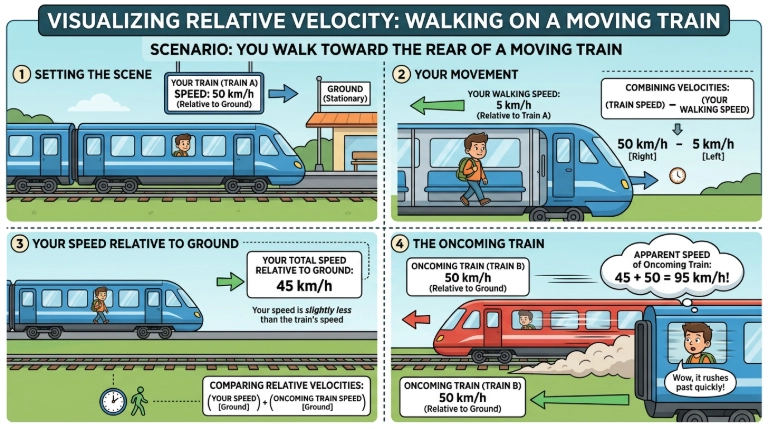 VISUALIZING RELATIVE VELOCITY: WALKING ON A MOVING TRAIN
SCENARIO: YOU WALK TOWARD THE REAR OF A MOVING TRAIN
1 SETTING THE SCENE
YOUR TRAIN (TRAIN A)
SPEED: 50 km/h
(Relative to Ground)
GROUND
(Stationary)
2 YOUR MOVEMENT
YOUR WALKING SPEED:
5 km/h
(Relative to Train A)
COMBINING VELOCITIES:
(TRAIN SPEED) – (YOUR WALKING SPEED)
50 km/h – 5 km/h
[Right] [Left]
3 YOUR SPEED RELATIVE TO GROUND
YOUR TOTAL SPEED
RELATIVE TO GROUND:
45 km/h
Your speed is slightly less
than the train's speed
COMPARING RELATIVE VELOCITIES:
(YOUR SPEED) + (ONCOMING TRAIN SPEED)
[Ground] [Ground]
4 THE ONCOMING TRAIN
ONCOMING TRAIN (TRAIN B)
50 km/h
(Relative to Ground)
APPARENT SPEED
of Oncoming Train:
45 + 50 = 95 km/h!
Wow, it rushes
past quickly!
ONCOMING TRAIN (TRAIN B)
50 km/h
(Relative to Ground)